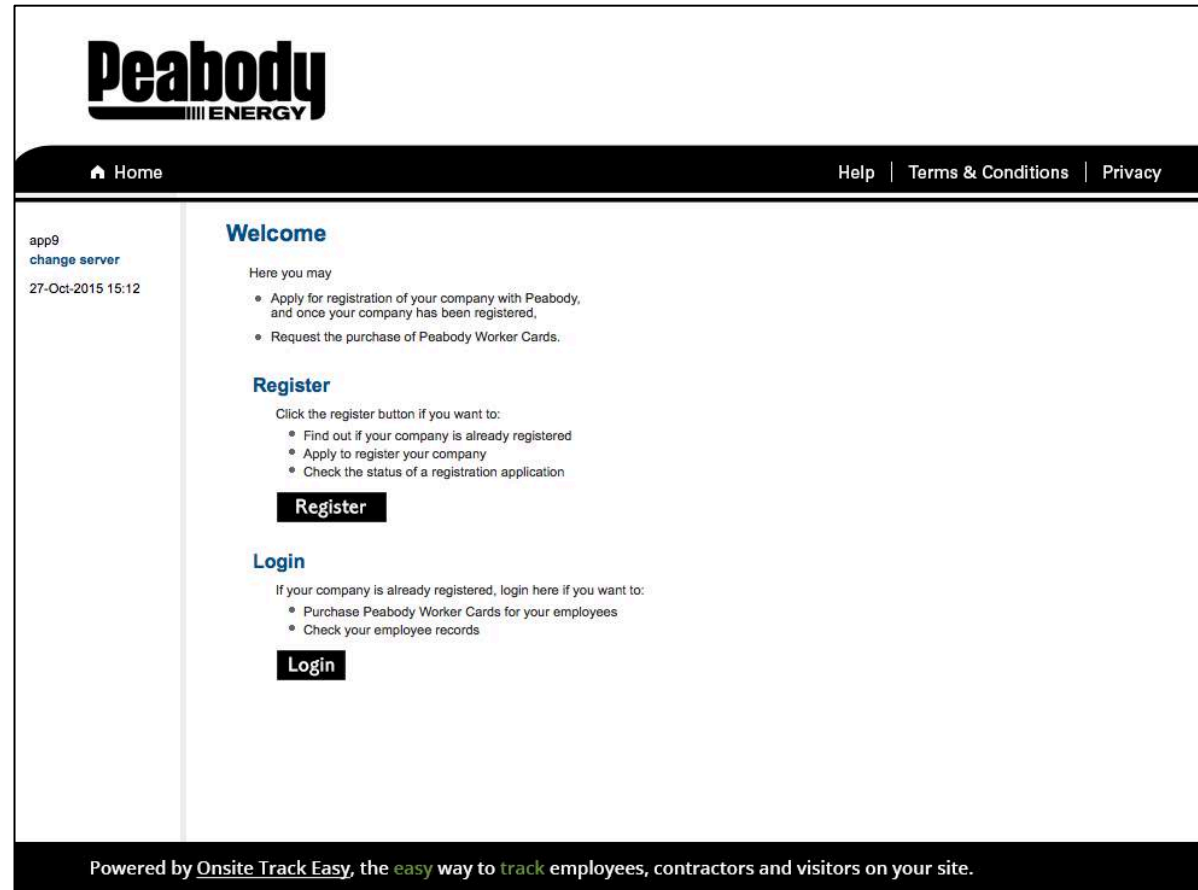 Peabody
ENERGY
Home
Help | Terms & Conditions | Privacy
app9
change server
27-Oct-2015 15:12
Welcome
Here you may
Apply for registration of your company with Peabody,
and once your company has been registered,
Request the purchase of Peabody Worker Cards.
Register
Click the register button if you want to:
Find out if your company is already registered
Apply to register your company
Check the status of a registration application
Register
Login
If your company is already registered, login here if you want to:
Purchase Peabody Worker Cards for your employees
Check your employee records
Login
Powered by Onsite Track Easy, the easy way to track employees, contractors and visitors on your site.